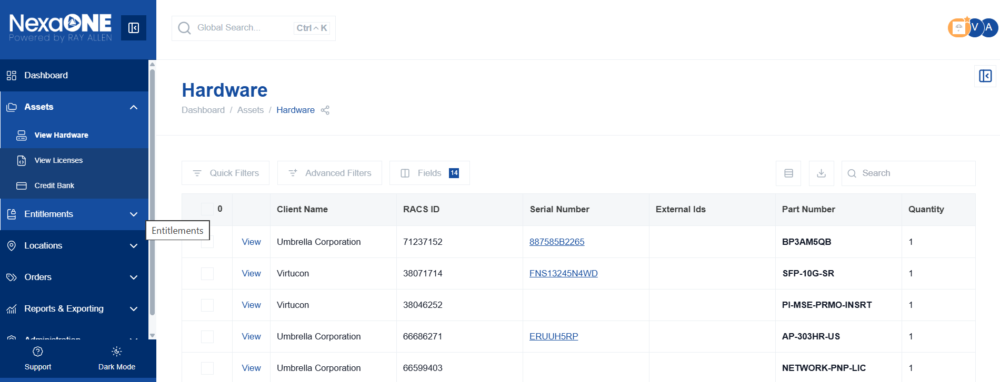 NexaONE
Powered by RAY ALLEN
Global Search...
Ctrl ^ K
V
A
Dashboard
Assets
View Hardware
View Licenses
Credit Bank
Entitlements
Entitlements
Locations
Orders
Reports & Exporting
Administration
Support
Dark Mode
Hardware
Dashboard / Assets / Hardware
Quick Filters
Advanced Filters
Fields 14
Search
0 Client Name RACS ID Serial Number External Ids Part Number Quantity
View Umbrella Corporation 71237152 887585B2265 BP3AM5QB 1
View Virtucon 38071714 FNS13245N4WD SFP-10G-SR 1
View Virtucon 38046252 PI-MSE-PRMO-INSRT 1
View Umbrella Corporation 66686271 ERUUH5RP AP-303HR-US 1
View Umbrella Corporation 66599403 NETWORK-PNP-LIC 1